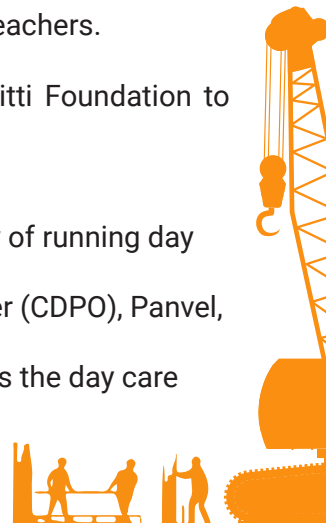 eachers.
itti Foundation to
of running day
er (CDPO), Panvel,
s the day care